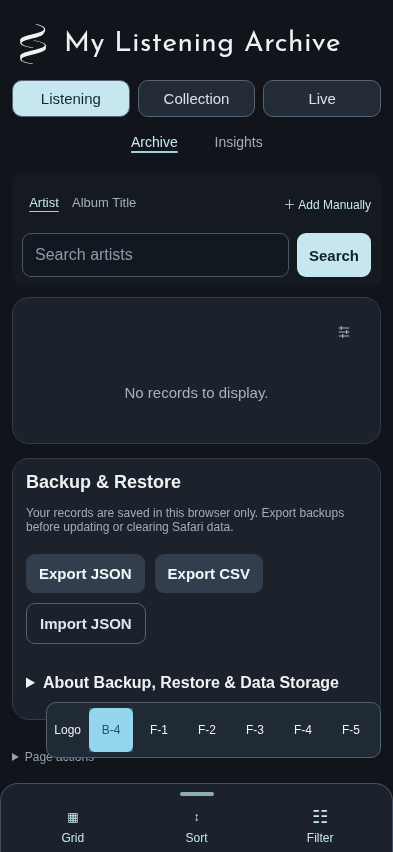 My Listening Archive
Listening Collection Live
Archive Insights
Artist Album Title + Add Manually
Search artists Search
No records to display.
Backup & Restore
Your records are saved in this browser only. Export backups
before updating or clearing Safari data.
Export JSON Export CSV
Import JSON
About Backup, Restore & Data Storage
Logo B-4 F-1 F-2 F-3 F-4 F-5
Page actions
Grid Sort Filter